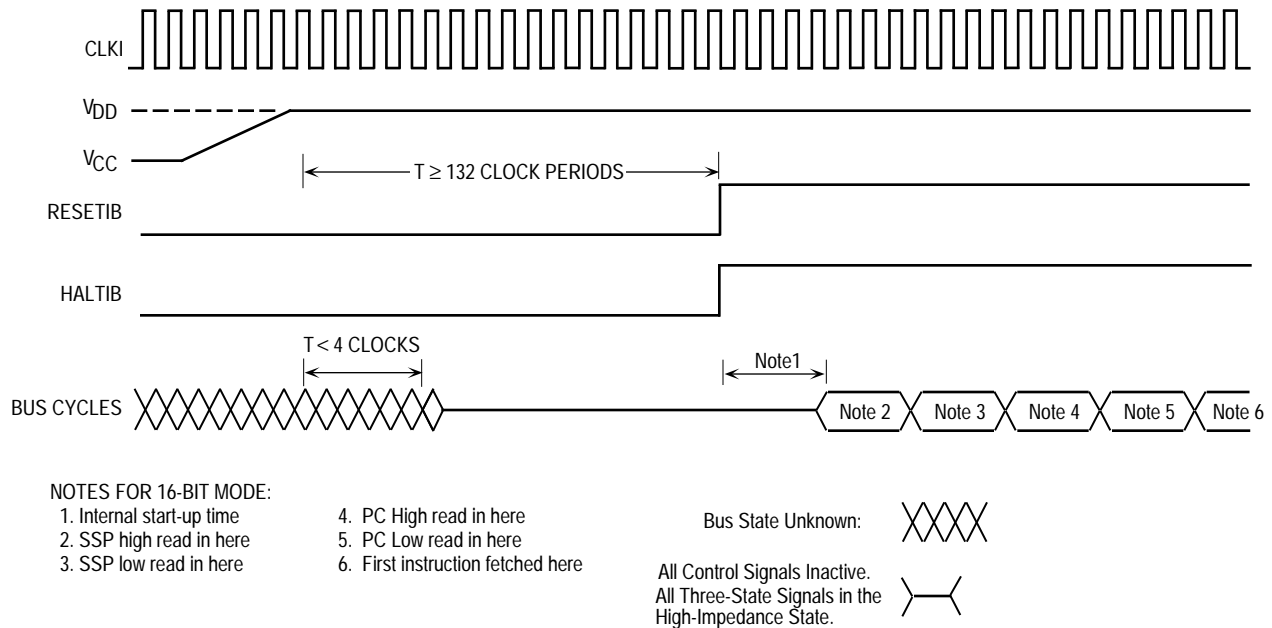 CLKI
VDD
VCC
T ≥ 132 CLOCK PERIODS
RESETIB
HALTIB
T < 4 CLOCKS
Note1
BUS CYCLES
Note 2
Note 3
Note 4
Note 5
Note 6
NOTES FOR 16-BIT MODE:
1. Internal start-up time
2. SSP high read in here
3. SSP low read in here
4. PC High read in here
5. PC Low read in here
6. First instruction fetched here
Bus State Unknown:
All Control Signals Inactive.
All Three-State Signals in the
High-Impedance State.